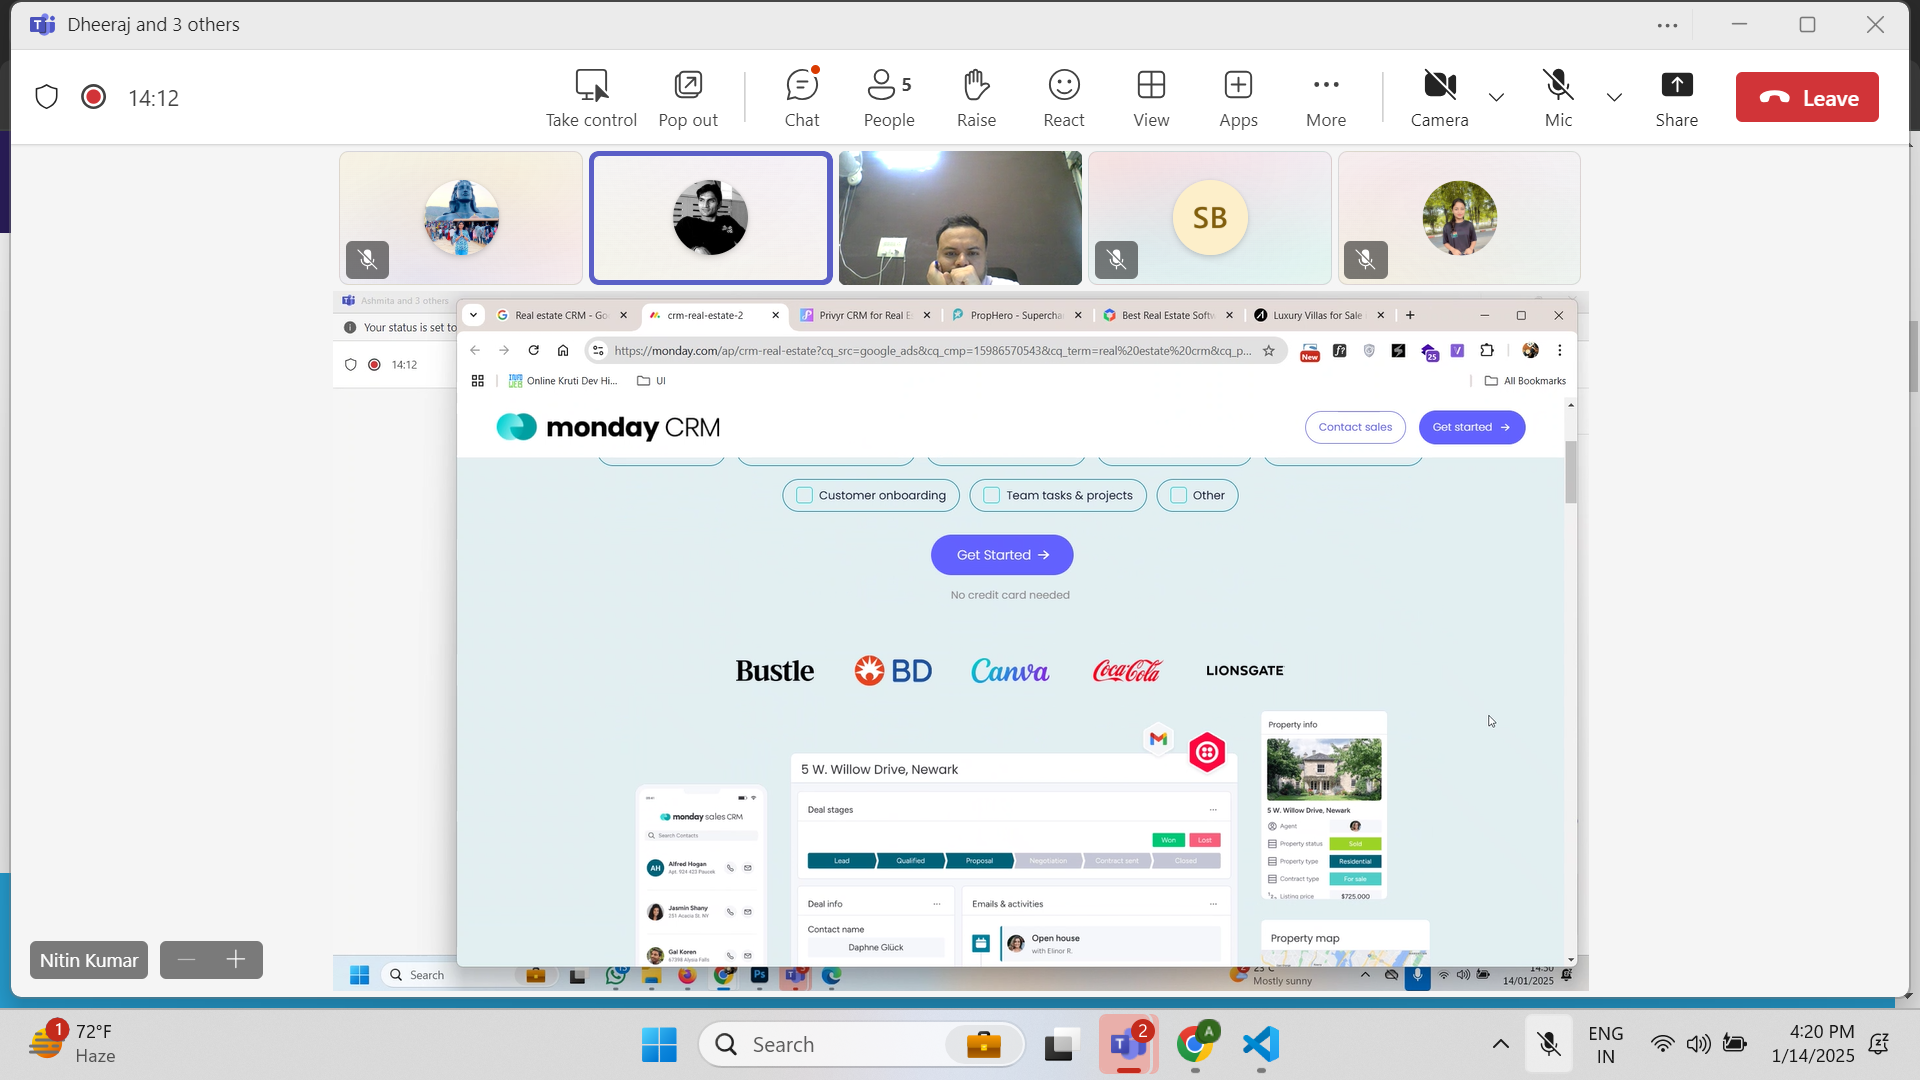 Dheeraj and 3 others
14:12
Take control
Pop out
Chat
5
People
Raise
React
View
Apps
More
Camera
Mic
Share
Leave
SB
Ashmita and 3 others
Your status is set to
14:12
Real estate CRM - Go
crm-real-estate-2
Privyr CRM for Real E
PropHero - Supercha
Best Real Estate Softw
Luxury Villas for Sale
https://monday.com/ap/crm-real-estate?cq_src=google_ads&cq_cmp=15986570543&cq_term=real%20estate%20crm&cq_p...
New
25
Online Kruti Dev Hi...
UI
All Bookmarks
monday CRM
Contact sales
Get started →
Customer onboarding
Team tasks & projects
Other
Get Started →
No credit card needed
Bustle
BD
Canva
Coca-Cola
LIONSGATE
Property info
5 W. Willow Drive, Newark
Deal stages
Won
Lost
Lead
Qualified
Proposal
Negotiation
Contract sent
Closed
monday sales CRM
Search Contacts
AH
Alfred Hogan
Jasmin Shany
Gal Koren
5 W. Willow Drive, Newark
Agent
Property status
Sold
Property type
Residential
Contract type
For sale
Listing price
$725,000
Deal info
Emails & activities
Contact name
Daphne Glück
Open house
with Elinor R.
Property map
Nitin Kumar
Search
Mostly sunny
14/01/2025
1
72°F
Haze
Search
2
A
ENG
IN
4:20 PM
1/14/2025